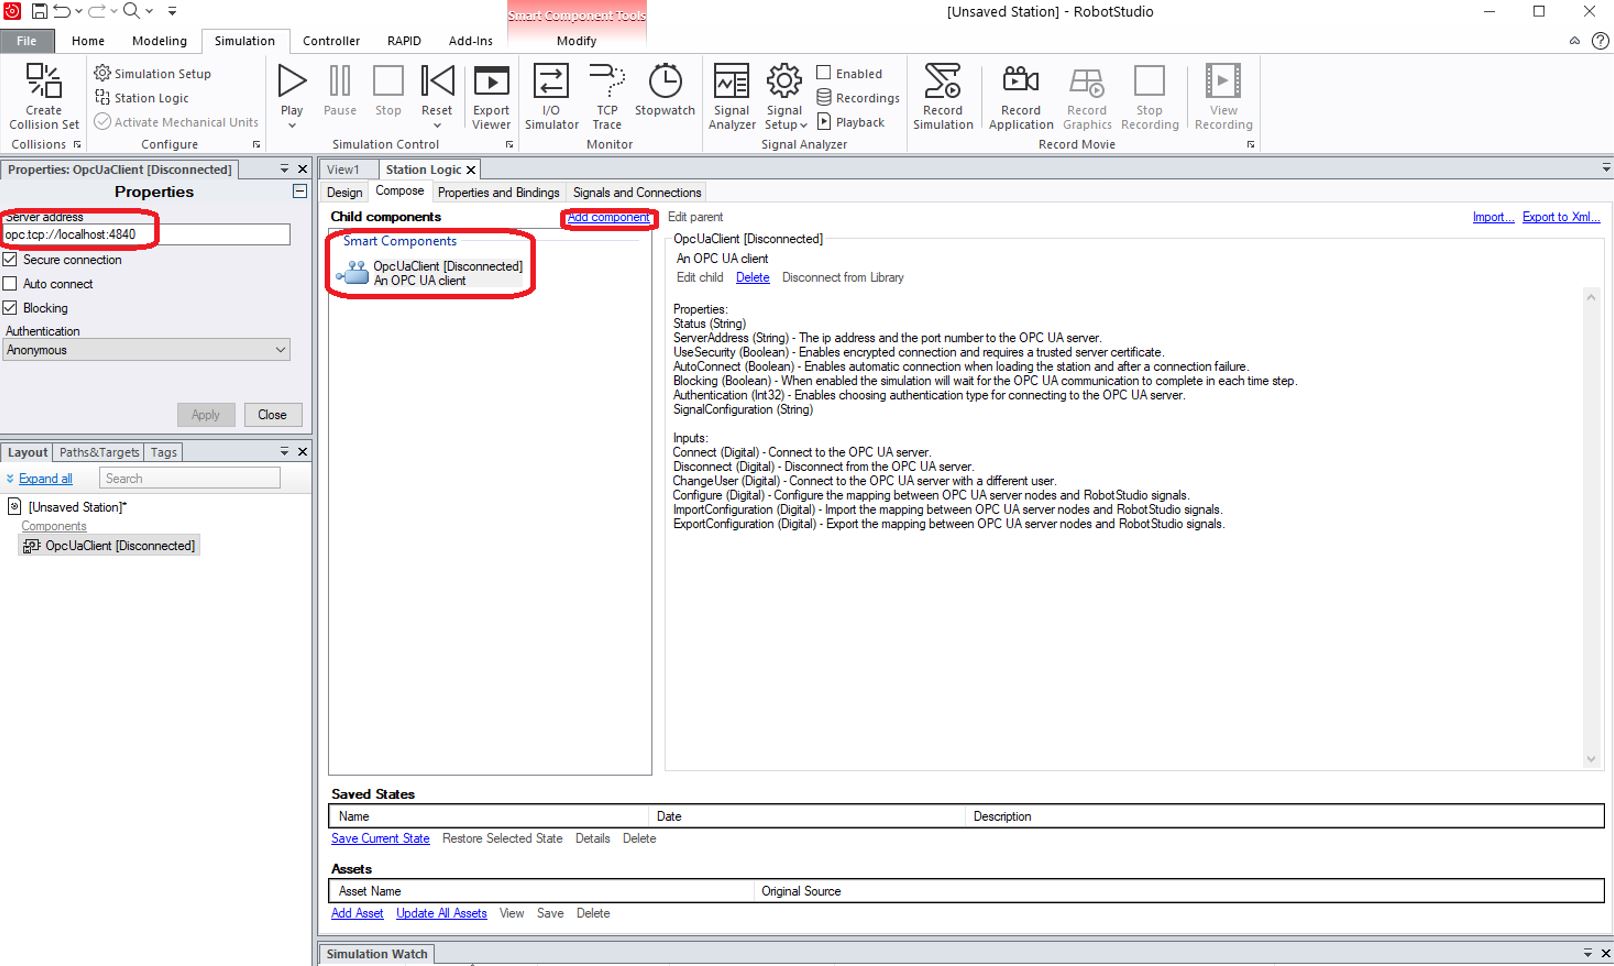 Smart Component Tools
[Unsaved Station] - RobotStudio
File Home Modeling Simulation Controller RAPID Add-Ins Modify
Create Collision Set
Collisions
Simulation Setup
Station Logic
Activate Mechanical Units
Configure
Play Pause Stop Reset
Simulation Control
Export Viewer
I/O Simulator
TCP Trace
Stopwatch
Monitor
Signal Analyzer
Signal Setup
Enabled
Recordings
Playback
Signal Analyzer
Record Simulation
Record Application
Record Graphics
Stop Recording
View Recording
Record Movie
Properties: OpcUaClient [Disconnected]
Properties
Server address
opc.tcp://localhost:4840
Secure connection
Auto connect
Blocking
Authentication
Anonymous
Apply Close
Layout Paths&Targets Tags
Expand all Search
[Unsaved Station]*
Components
OpcUaClient [Disconnected]
View1 Station Logic
Design Compose Properties and Bindings Signals and Connections
Child components Add component Edit parent Import... Export to Xml...
Smart Components
OpcUaClient [Disconnected]
An OPC UA client
OpcUaClient [Disconnected]
An OPC UA client
Edit child Delete Disconnect from Library
Properties:
Status (String)
ServerAddress (String) - The ip address and the port number to the OPC UA server.
UseSecurity (Boolean) - Enables encrypted connection and requires a trusted server certificate.
AutoConnect (Boolean) - Enables automatic connection when loading the station and after a connection failure.
Blocking (Boolean) - When enabled the simulation will wait for the OPC UA communication to complete in each time step.
Authentication (Int32) - Enables choosing authentication type for connecting to the OPC UA server.
SignalConfiguration (String)
Inputs:
Connect (Digital) - Connect to the OPC UA server.
Disconnect (Digital) - Disconnect from the OPC UA server.
ChangeUser (Digital) - Connect to the OPC UA server with a different user.
Configure (Digital) - Configure the mapping between OPC UA server nodes and RobotStudio signals.
ImportConfiguration (Digital) - Import the mapping between OPC UA server nodes and RobotStudio signals.
ExportConfiguration (Digital) - Export the mapping between OPC UA server nodes and RobotStudio signals.
Saved States
Name Date Description
Save Current State Restore Selected State Details Delete
Assets
Asset Name Original Source
Add Asset Update All Assets View Save Delete
Simulation Watch